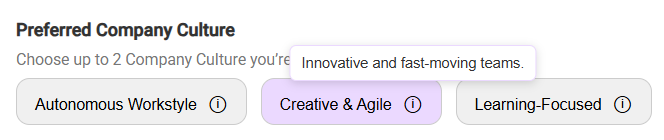 Preferred Company Culture
Choose up to 2 Company Culture you're
Innovative and fast-moving teams.
Autonomous Workstyle ⓘ
Creative & Agile ⓘ
Learning-Focused ⓘ